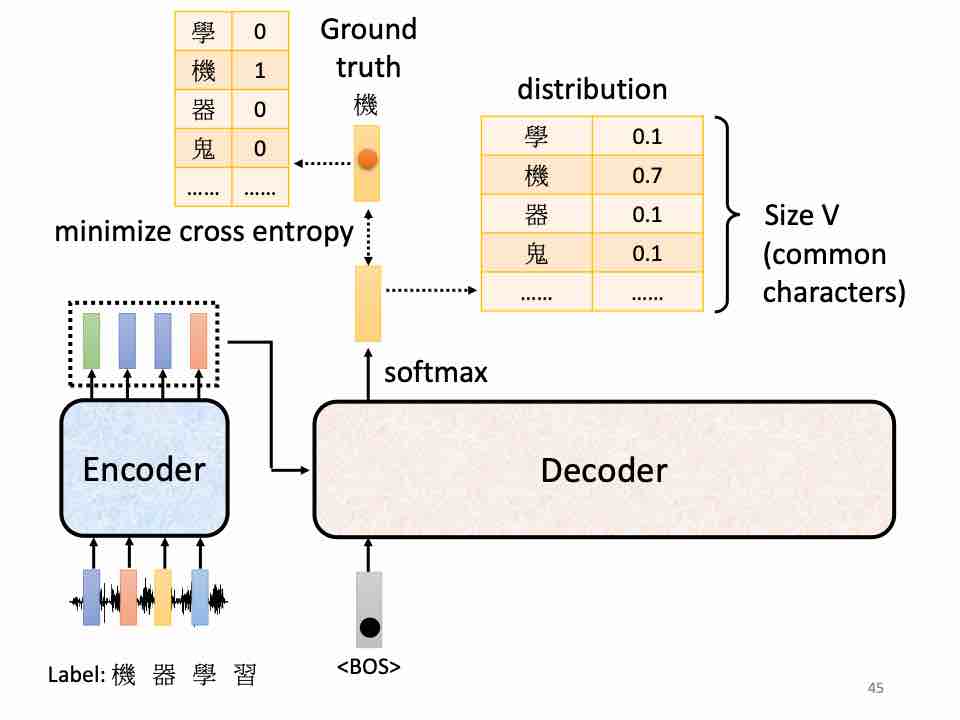 學 0
機 1
器 0
鬼 0
…… ……
Ground
truth
機
distribution
學 0.1
機 0.7
器 0.1
鬼 0.1
…… ……
Size V
(common
characters)
minimize cross entropy
softmax
Encoder
Decoder
Label: 機 器 學 習
<BOS>
45